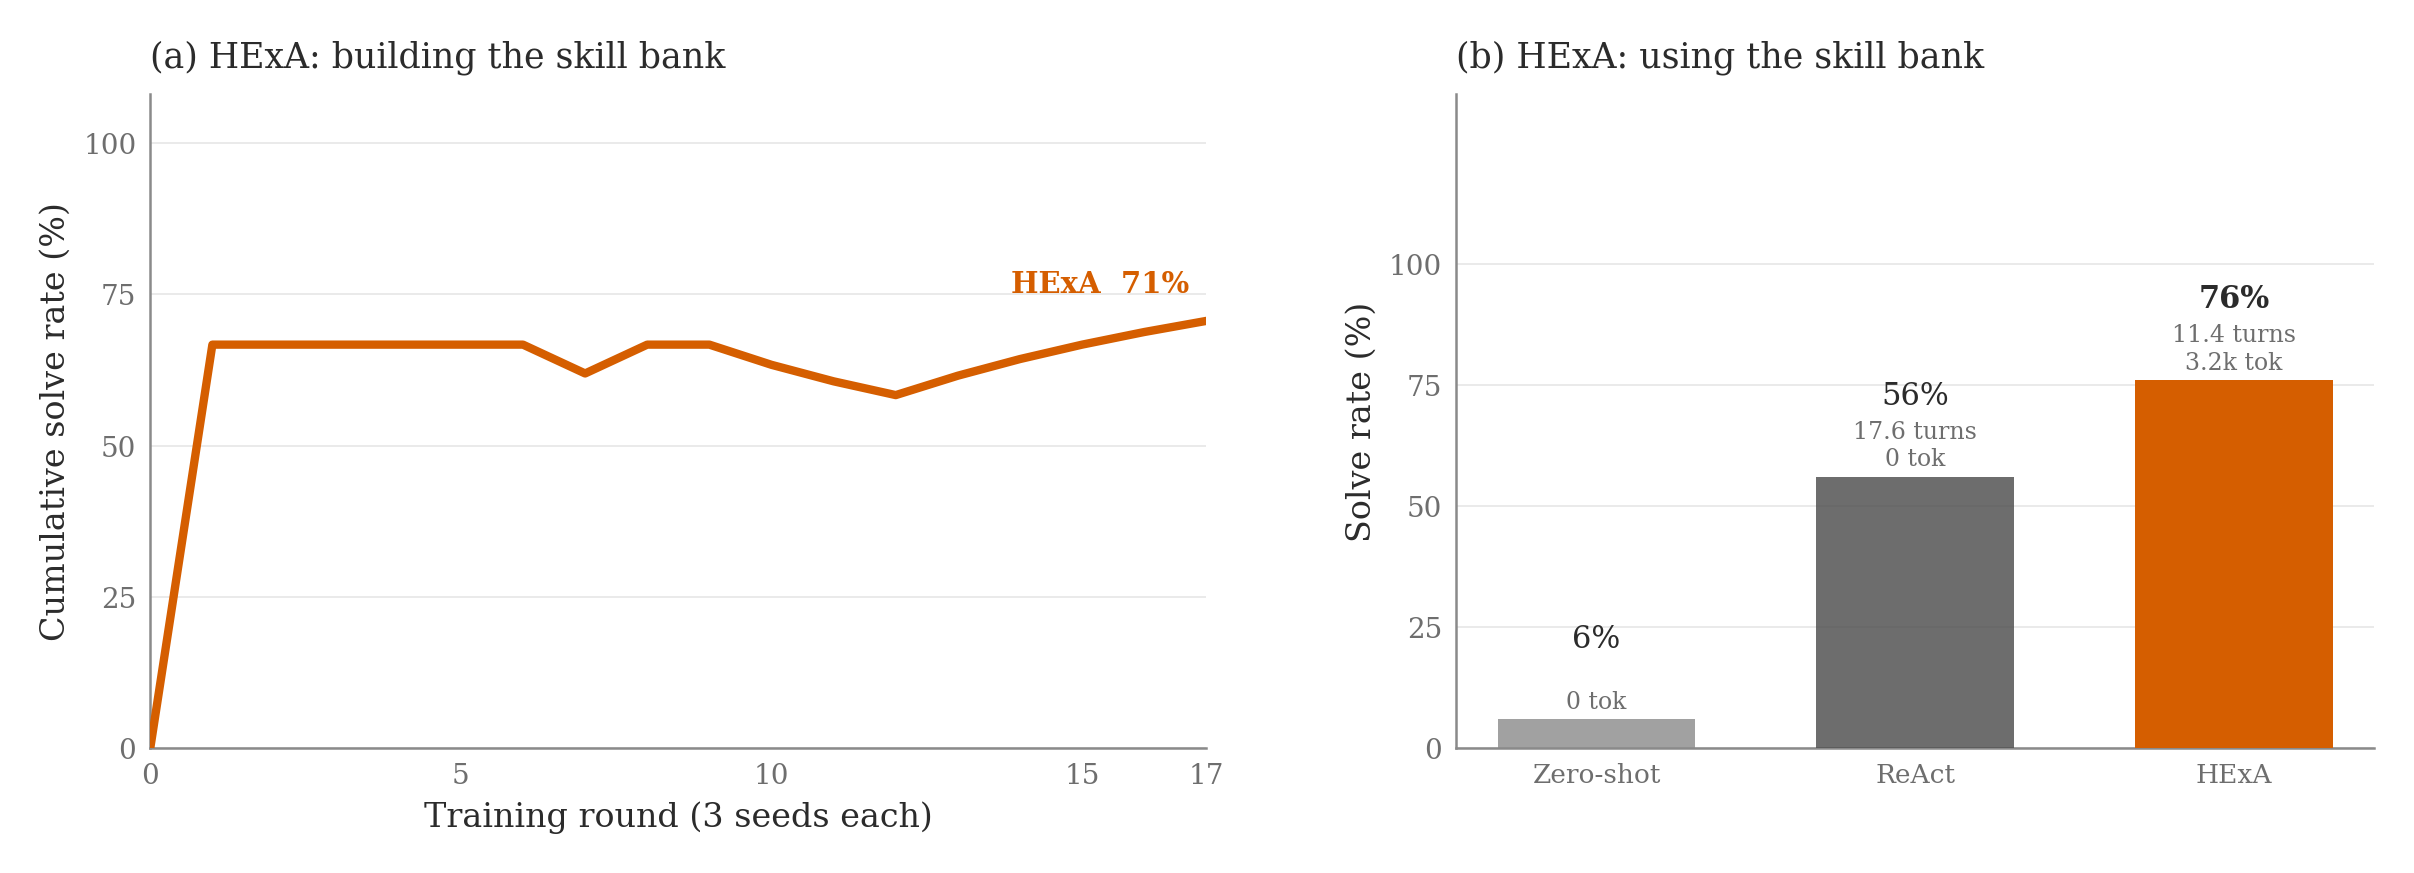 (a) HExA: building the skill bank
Cumulative solve rate (%)
100
75
50
25
0
HExA 71%
0
5
10
15
17
Training round (3 seeds each)
(b) HExA: using the skill bank
Solve rate (%)
100
75
50
25
0
6%
0 tok
56%
17.6 turns
0 tok
76%
11.4 turns
3.2k tok
Zero-shot
ReAct
HExA